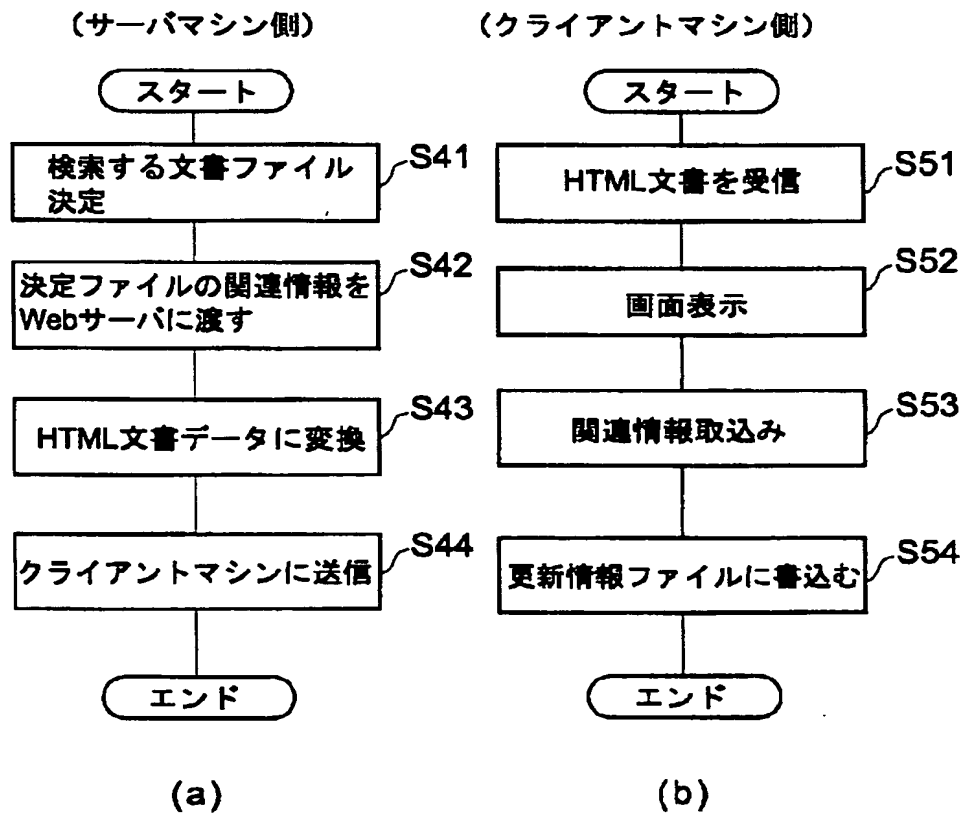 (サーバマシン側)
スタート
検索する文書ファイル
決定
S41
決定ファイルの関連情報を
Webサーバに渡す
S42
HTML文書データに変換
S43
クライアントマシンに送信
S44
エンド
(a)
(クライアントマシン側)
スタート
HTML文書を受信
S51
画面表示
S52
関連情報取込み
S53
更新情報ファイルに書込む
S54
エンド
(b)